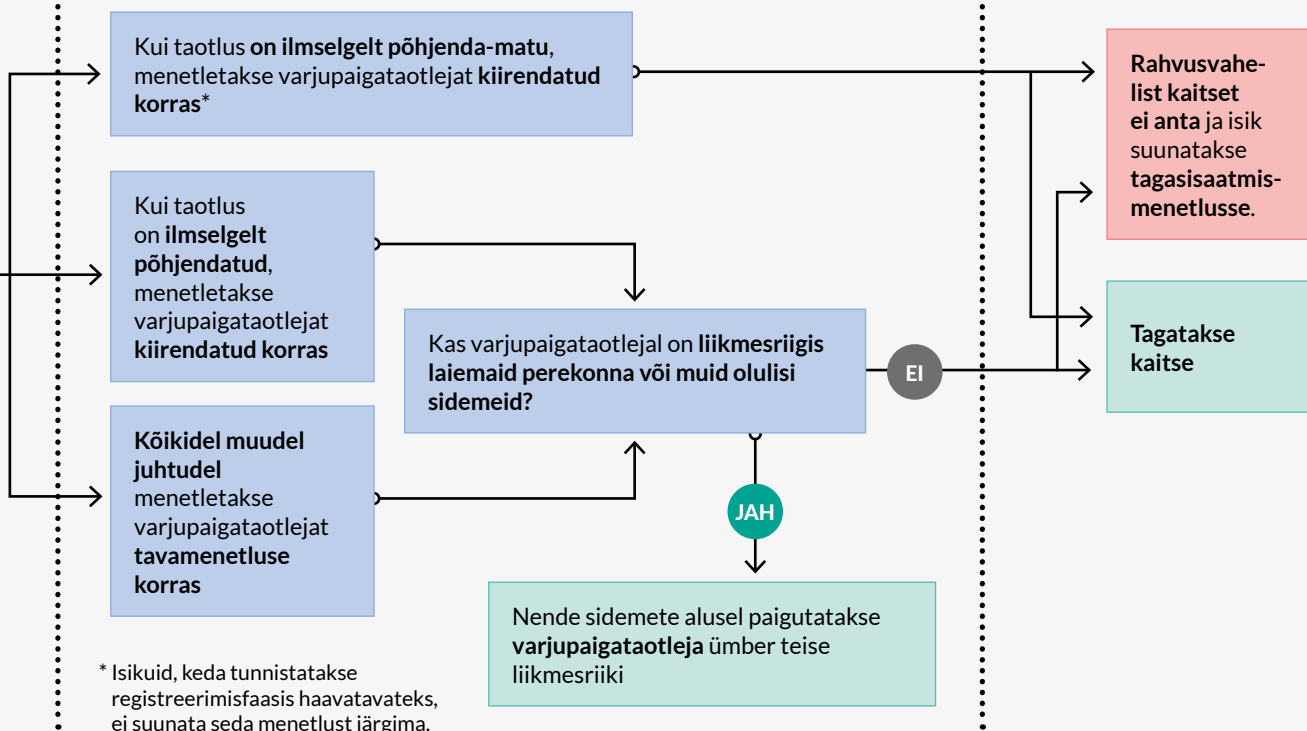 Kui taotlus on ilmselgelt põhjenda-matu,
menetletakse varjupaigataotlejat kiirendatud
korras*
Kui taotlus
on ilmselgelt
põhjendatud,
menetletakse
varjupaigataotlejat
kiirendatud korras
Kõikidel muudel
juhtudel
menetletakse
varjupaigataotlejat
tavamenetluse
korras
Kas varjupaigataotlejal on liikmesriigis
laiemaid perekonna või muid olulisi
sidemeid?
EI
JAH
Nende sidemete alusel paigutatakse
varjupaigataotleja ümber teise
liikmesriiki
Rahvusvahe-
list kaitset
ei anta ja isik
suunatakse
tagasisaatmis-
menetlusse.
Tagatakse
kaitse
* Isikuid, keda tunnistatakse
registreerimisfaasis haavatavateks,
ei suunata seda menetlust järgima.